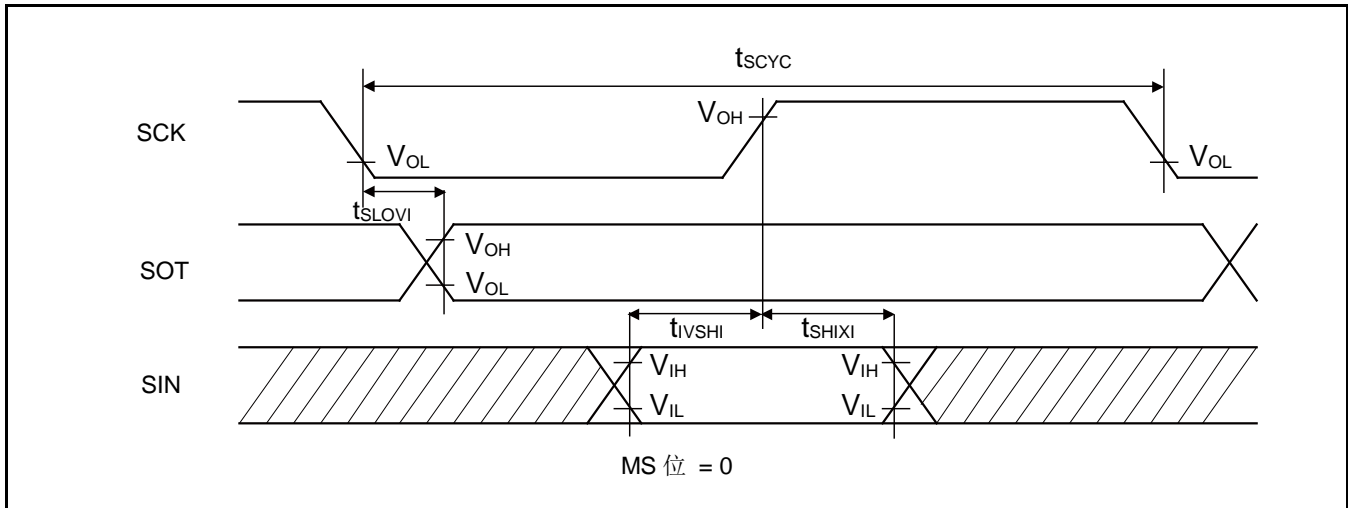 tSCYC
SCK
VOH
VOL
VOL
tSLOVI
SOT
VOH
VOL
tIVSHI
tSHIXI
SIN
VIH
VIH
VIL
VIL
MS 位 = 0